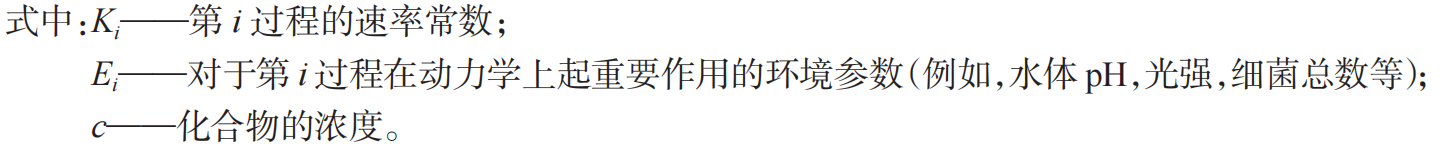 式中:Ki——第 i 过程的速率常数;
Ei——对于第 i 过程在动力学上起重要作用的环境参数(例如,水体 pH,光强,细菌总数等);
c——化合物的浓度。